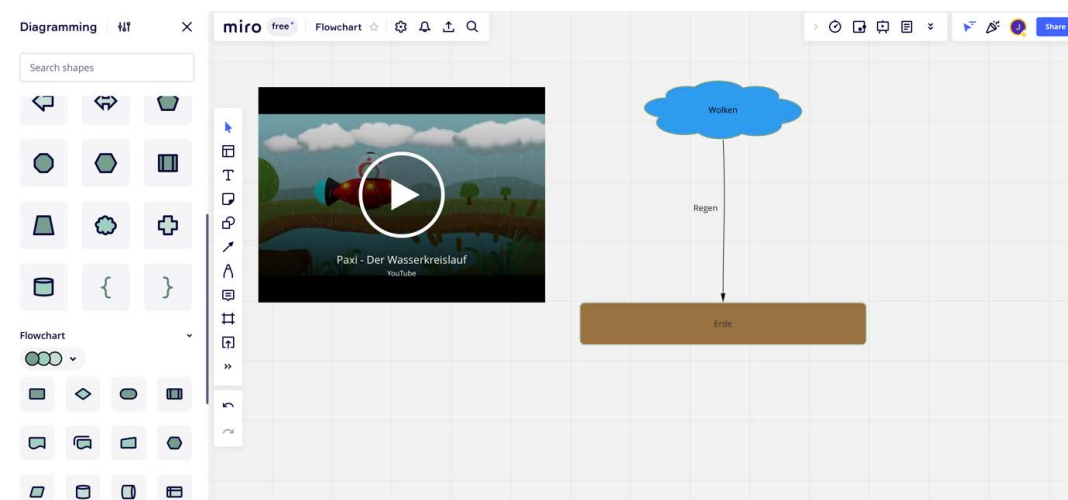 Diagramming
Search shapes
Flowchart
miro free* Flowchart
Share
J
Paxi - Der Wasserkreislauf
YouTube
Wolken
Regen
Erde